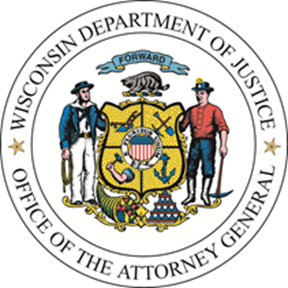 WISCONSIN DEPARTMENT OF JUSTICE
OFFICE OF THE ATTORNEY GENERAL
FORWARD